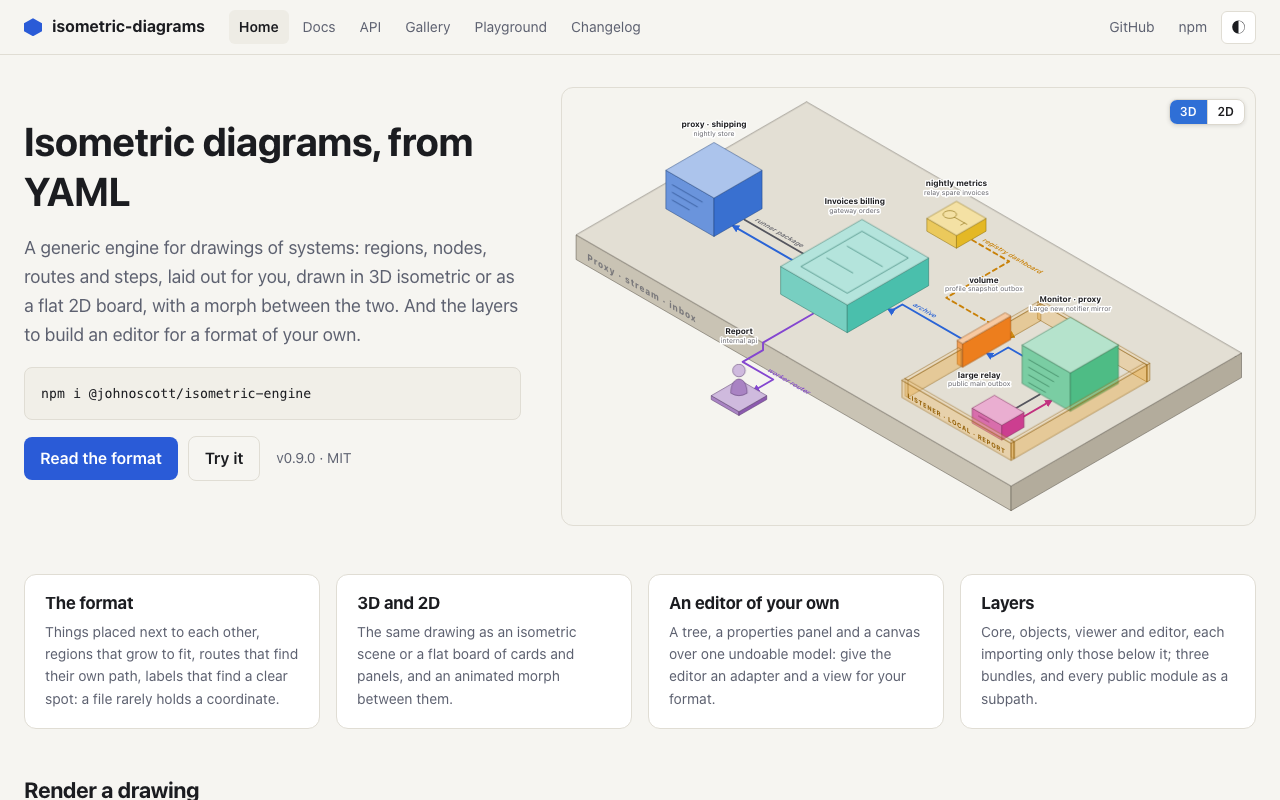 isometric-diagrams
Home
Docs
API
Gallery
Playground
Changelog
GitHub
npm
Isometric diagrams, from
YAML
A generic engine for drawings of systems: regions, nodes,
routes and steps, laid out for you, drawn in 3D isometric or as
a flat 2D board, with a morph between the two. And the layers
to build an editor for a format of your own.
npm i @johnoscott/isometric-engine
Read the format
Try it
v0.9.0 · MIT
3D
2D
proxy · shipping
nightly store
nightly metrics
relay spare invoices
Invoices billing
gateway orders
runner package
registry dashboard
Proxy · stream · inbox
volume
profile snapshot outbox
Monitor · proxy
Large new notifier mirror
archive
Report
internal api
worker router
large relay
public main outbox
LISTENER · LOCAL · REPORT
The format
Things placed next to each other,
regions that grow to fit, routes that find
their own path, labels that find a clear
spot: a file rarely holds a coordinate.
3D and 2D
The same drawing as an isometric
scene or a flat board of cards and
panels, and an animated morph
between them.
An editor of your own
A tree, a properties panel and a canvas
over one undoable model: give the
editor an adapter and a view for your
format.
Layers
Core, objects, viewer and editor, each
importing only those below it; three
bundles, and every public module as a
subpath.
Render a drawing